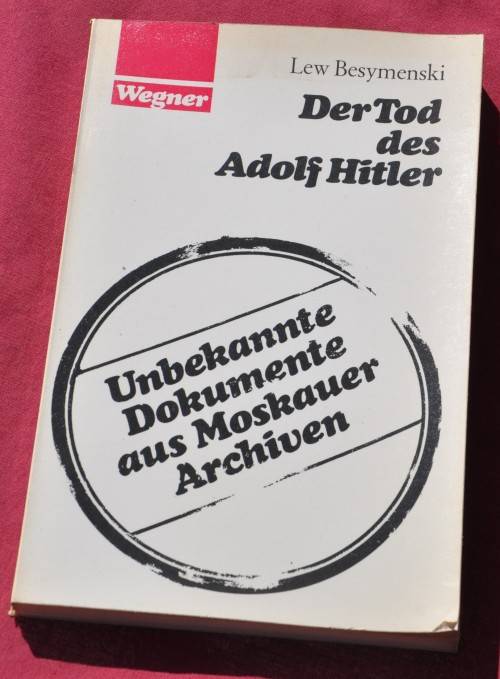 Wegner
Lew Besymenski
Der Tod
des
Adolf Hitler
Unbekannte
Dokumente
aus Moskauer
Archiven